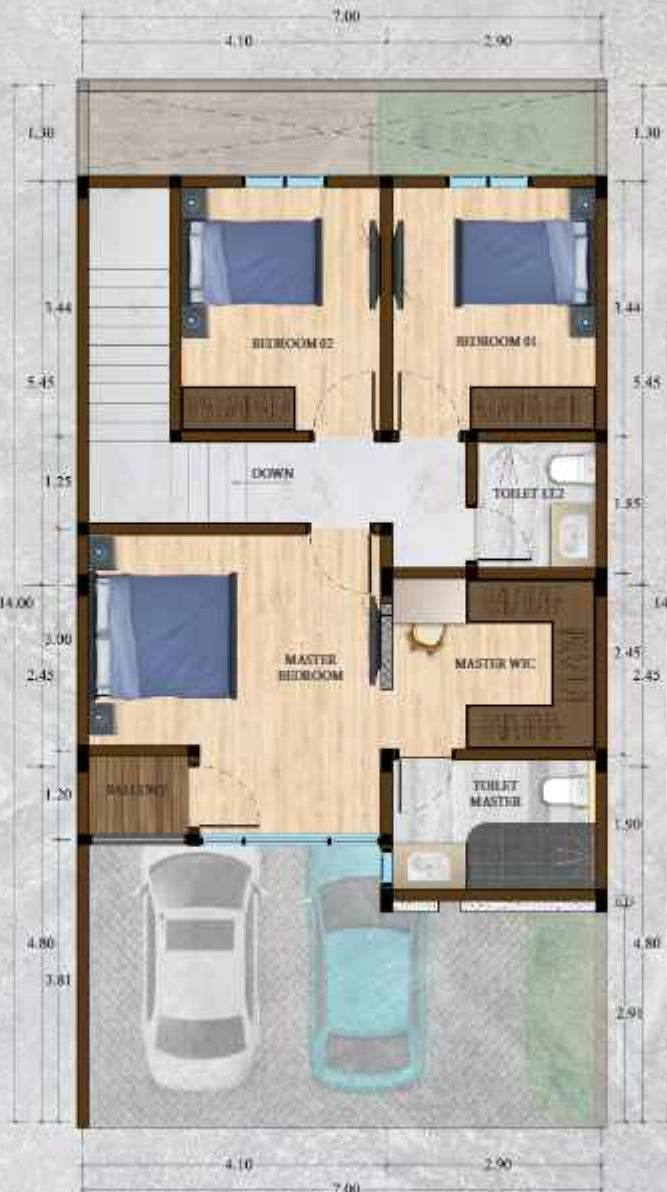 7.00
4.10
2.90
1.30
1.30
3.44
3.44
BEDROOM 02
BEDROOM 01
5.45
5.45
DOWN
1.25
TOILET LT.2
1.95
14.00
14
3.00
2.45
2.45
2.45
MASTER
BEDROOM
MASTER WIC
1.20
BALCONY
TOILET
MASTER
1.90
4.80
4.80
3.81
2.91
4.10
2.90
7.00